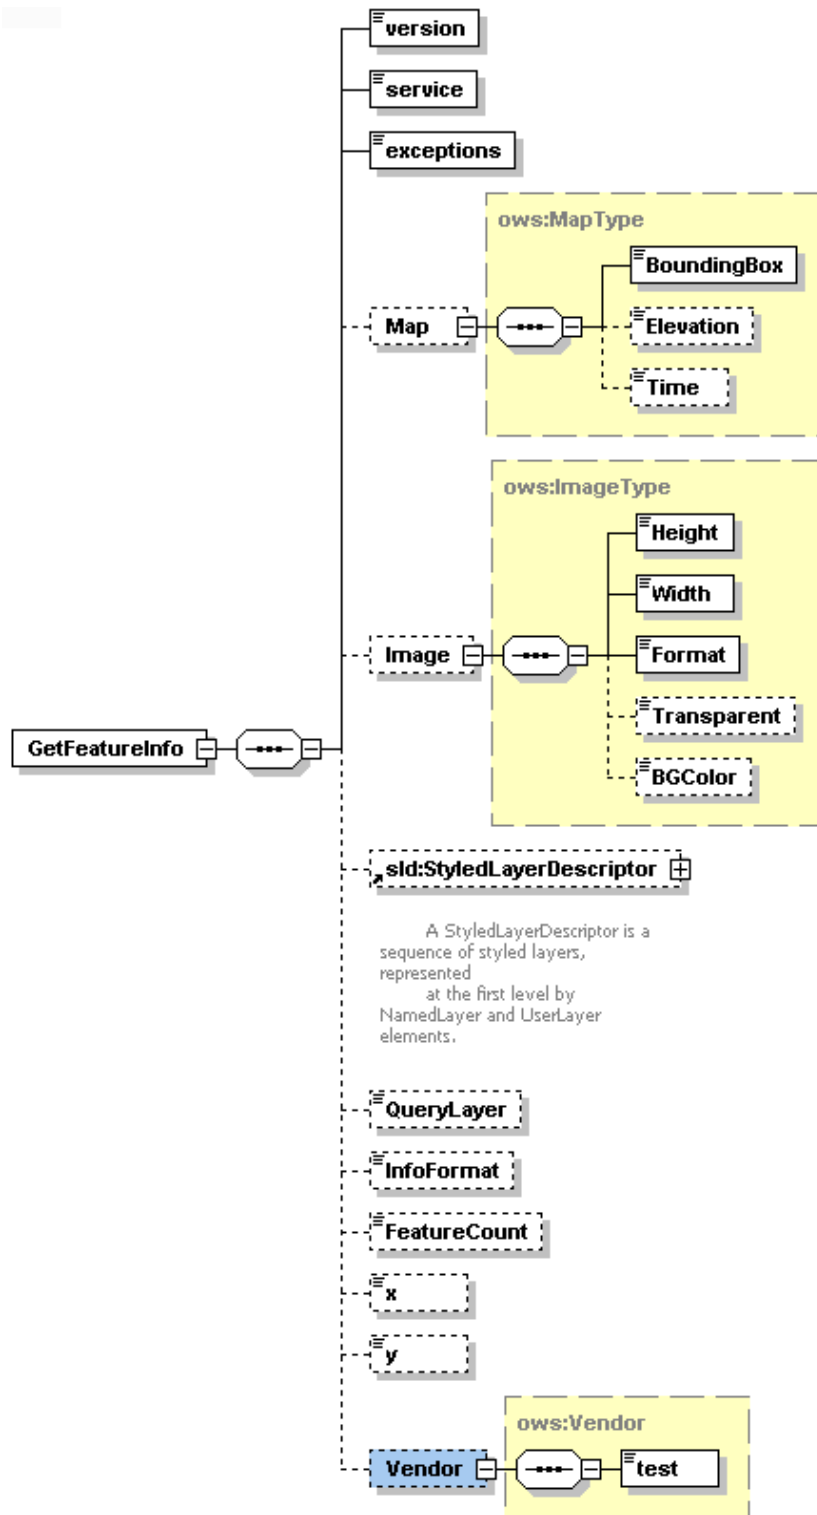 version
service
exceptions
ows:MapType
BoundingBox
Map
Elevation
Time
ows:ImageType
Height
Width
Image
Format
Transparent
GetFeatureInfo
BGColor
sld:StyledLayerDescriptor
A StyledLayerDescriptor is a
sequence of styled layers,
represented
at the first level by
NamedLayer and UserLayer
elements.
QueryLayer
InfoFormat
FeatureCount
x
y
ows:Vendor
Vendor
test